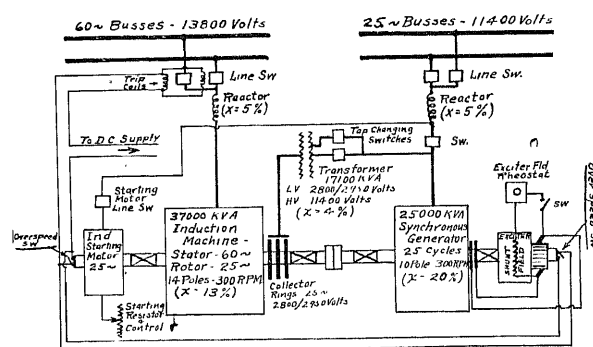 60~ Busses - 13800 Volts
25~ Busses - 11400 Volts
Trip
Coils
Line Sw
Line Sw.
Reactor
(X=5%)
Reactor
(X=5%)
To D.C. Supply
Tap Changing
Switches
Sw.
Transformer
17100 KVA
LV 2800/2950 Volts
HV 11400 Volts
(X=4%)
Exciter Fld
Rheostat
Sw
Starting
Motor
Line Sw
Overspeed
SW
Ind
Starting
Motor
25~
37000 KVA
Induction
Machine -
Stator - 60~
Rotor - 25~
14 Poles - 300 RPM
(X - 13%)
25000 KVA
Synchronous
Generator
25 Cycles
10 Pole 300 RPM
(X - 20%)
EXCITER
SHUNT
FIELD
Collector
Rings 25~
2800/2950 Volts
Starting
Resistor
&
Control